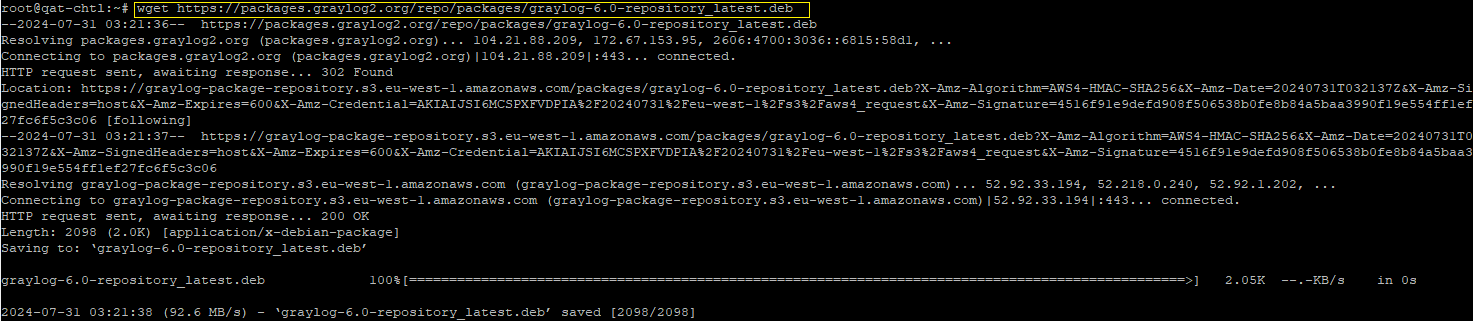 root@qat-chtl:~# wget https://packages.graylog2.org/repo/packages/graylog-6.0-repository_latest.deb
--2024-07-31 03:21:36--  https://packages.graylog2.org/repo/packages/graylog-6.0-repository_latest.deb
Resolving packages.graylog2.org (packages.graylog2.org)... 104.21.88.209, 172.67.153.95, 2606:4700:3036::6815:58d1, ...
Connecting to packages.graylog2.org (packages.graylog2.org)|104.21.88.209|:443... connected.
HTTP request sent, awaiting response... 302 Found
Location: https://graylog-package-repository.s3.eu-west-1.amazonaws.com/packages/graylog-6.0-repository_latest.deb?X-Amz-Algorithm=AWS4-HMAC-SHA256&X-Amz-Date=20240731T032137Z&X-Amz-Si
gnedHeaders=host&X-Amz-Expires=600&X-Amz-Credential=AKIAIJSI6MCSPXFVDPIA%2F20240731%2Feu-west-1%2Fs3%2Faws4_request&X-Amz-Signature=4516f91e9defd908f506538b0fe8b84a5baa3990f19e554ff1ef
27fc6f5c3c06 [following]
--2024-07-31 03:21:37--  https://graylog-package-repository.s3.eu-west-1.amazonaws.com/packages/graylog-6.0-repository_latest.deb?X-Amz-Algorithm=AWS4-HMAC-SHA256&X-Amz-Date=20240731T0
32137Z&X-Amz-SignedHeaders=host&X-Amz-Expires=600&X-Amz-Credential=AKIAIJSI6MCSPXFVDPIA%2F20240731%2Feu-west-1%2Fs3%2Faws4_request&X-Amz-Signature=4516f91e9defd908f506538b0fe8b84a5baa3
990f19e554ff1ef27fc6f5c3c06
Resolving graylog-package-repository.s3.eu-west-1.amazonaws.com (graylog-package-repository.s3.eu-west-1.amazonaws.com)... 52.92.33.194, 52.218.0.240, 52.92.1.202, ...
Connecting to graylog-package-repository.s3.eu-west-1.amazonaws.com (graylog-package-repository.s3.eu-west-1.amazonaws.com)|52.92.33.194|:443... connected.
HTTP request sent, awaiting response... 200 OK
Length: 2098 (2.0K) [application/x-debian-package]
Saving to: ‘graylog-6.0-repository_latest.deb’
graylog-6.0-repository_latest.deb             100%[==================================================================================================>]   2.05K  --.-KB/s    in 0s
2024-07-31 03:21:38 (92.6 MB/s) - ‘graylog-6.0-repository_latest.deb’ saved [2098/2098]